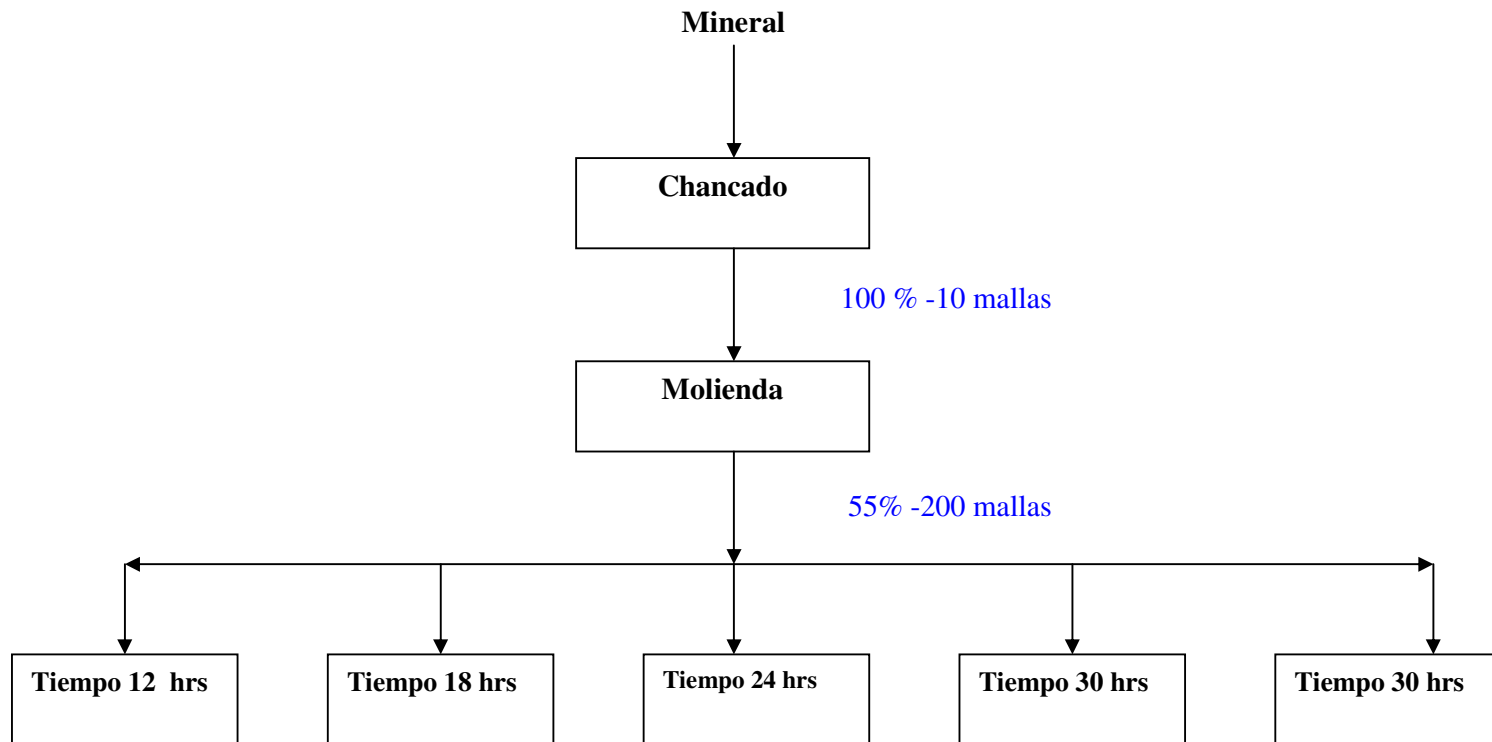 Mineral
Chancado
100 % -10 mallas
Molienda
55% -200 mallas
Tiempo 12 hrs
Tiempo 18 hrs
Tiempo 24 hrs
Tiempo 30 hrs
Tiempo 30 hrs